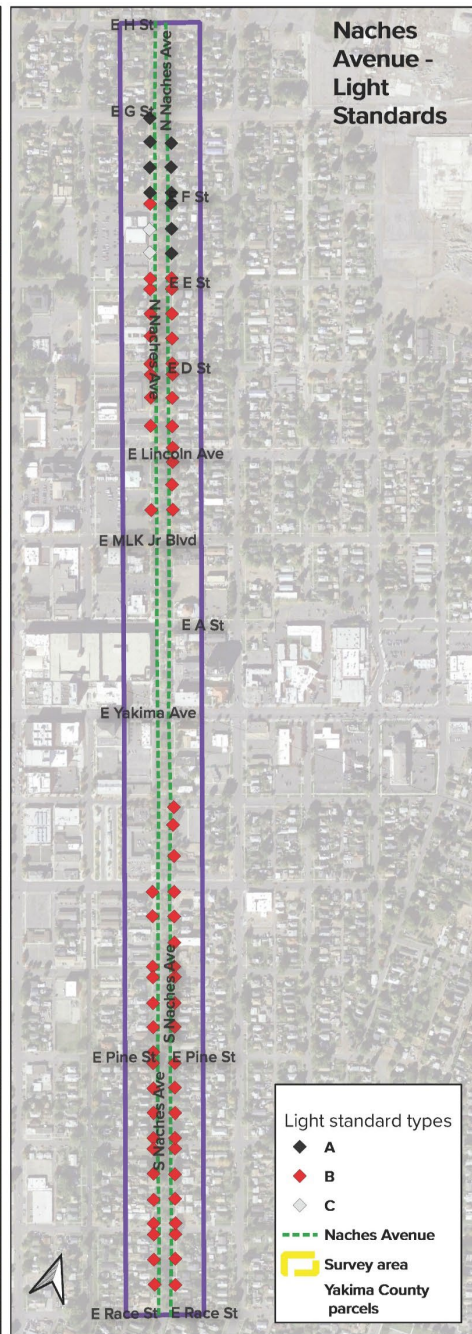 Naches
Avenue -
Light
Standards
E H St
N Naches Ave
E G St
F St
E E St
N Naches Ave
E D St
E Lincoln Ave
E MLK Jr Blvd
E A St
E Yakima Ave
S Naches Ave
E Pine St
E Pine St
S Naches Ave
E Race St
E Race St
Light standard types
A
B
C
Naches Avenue
Survey area
Yakima County
parcels